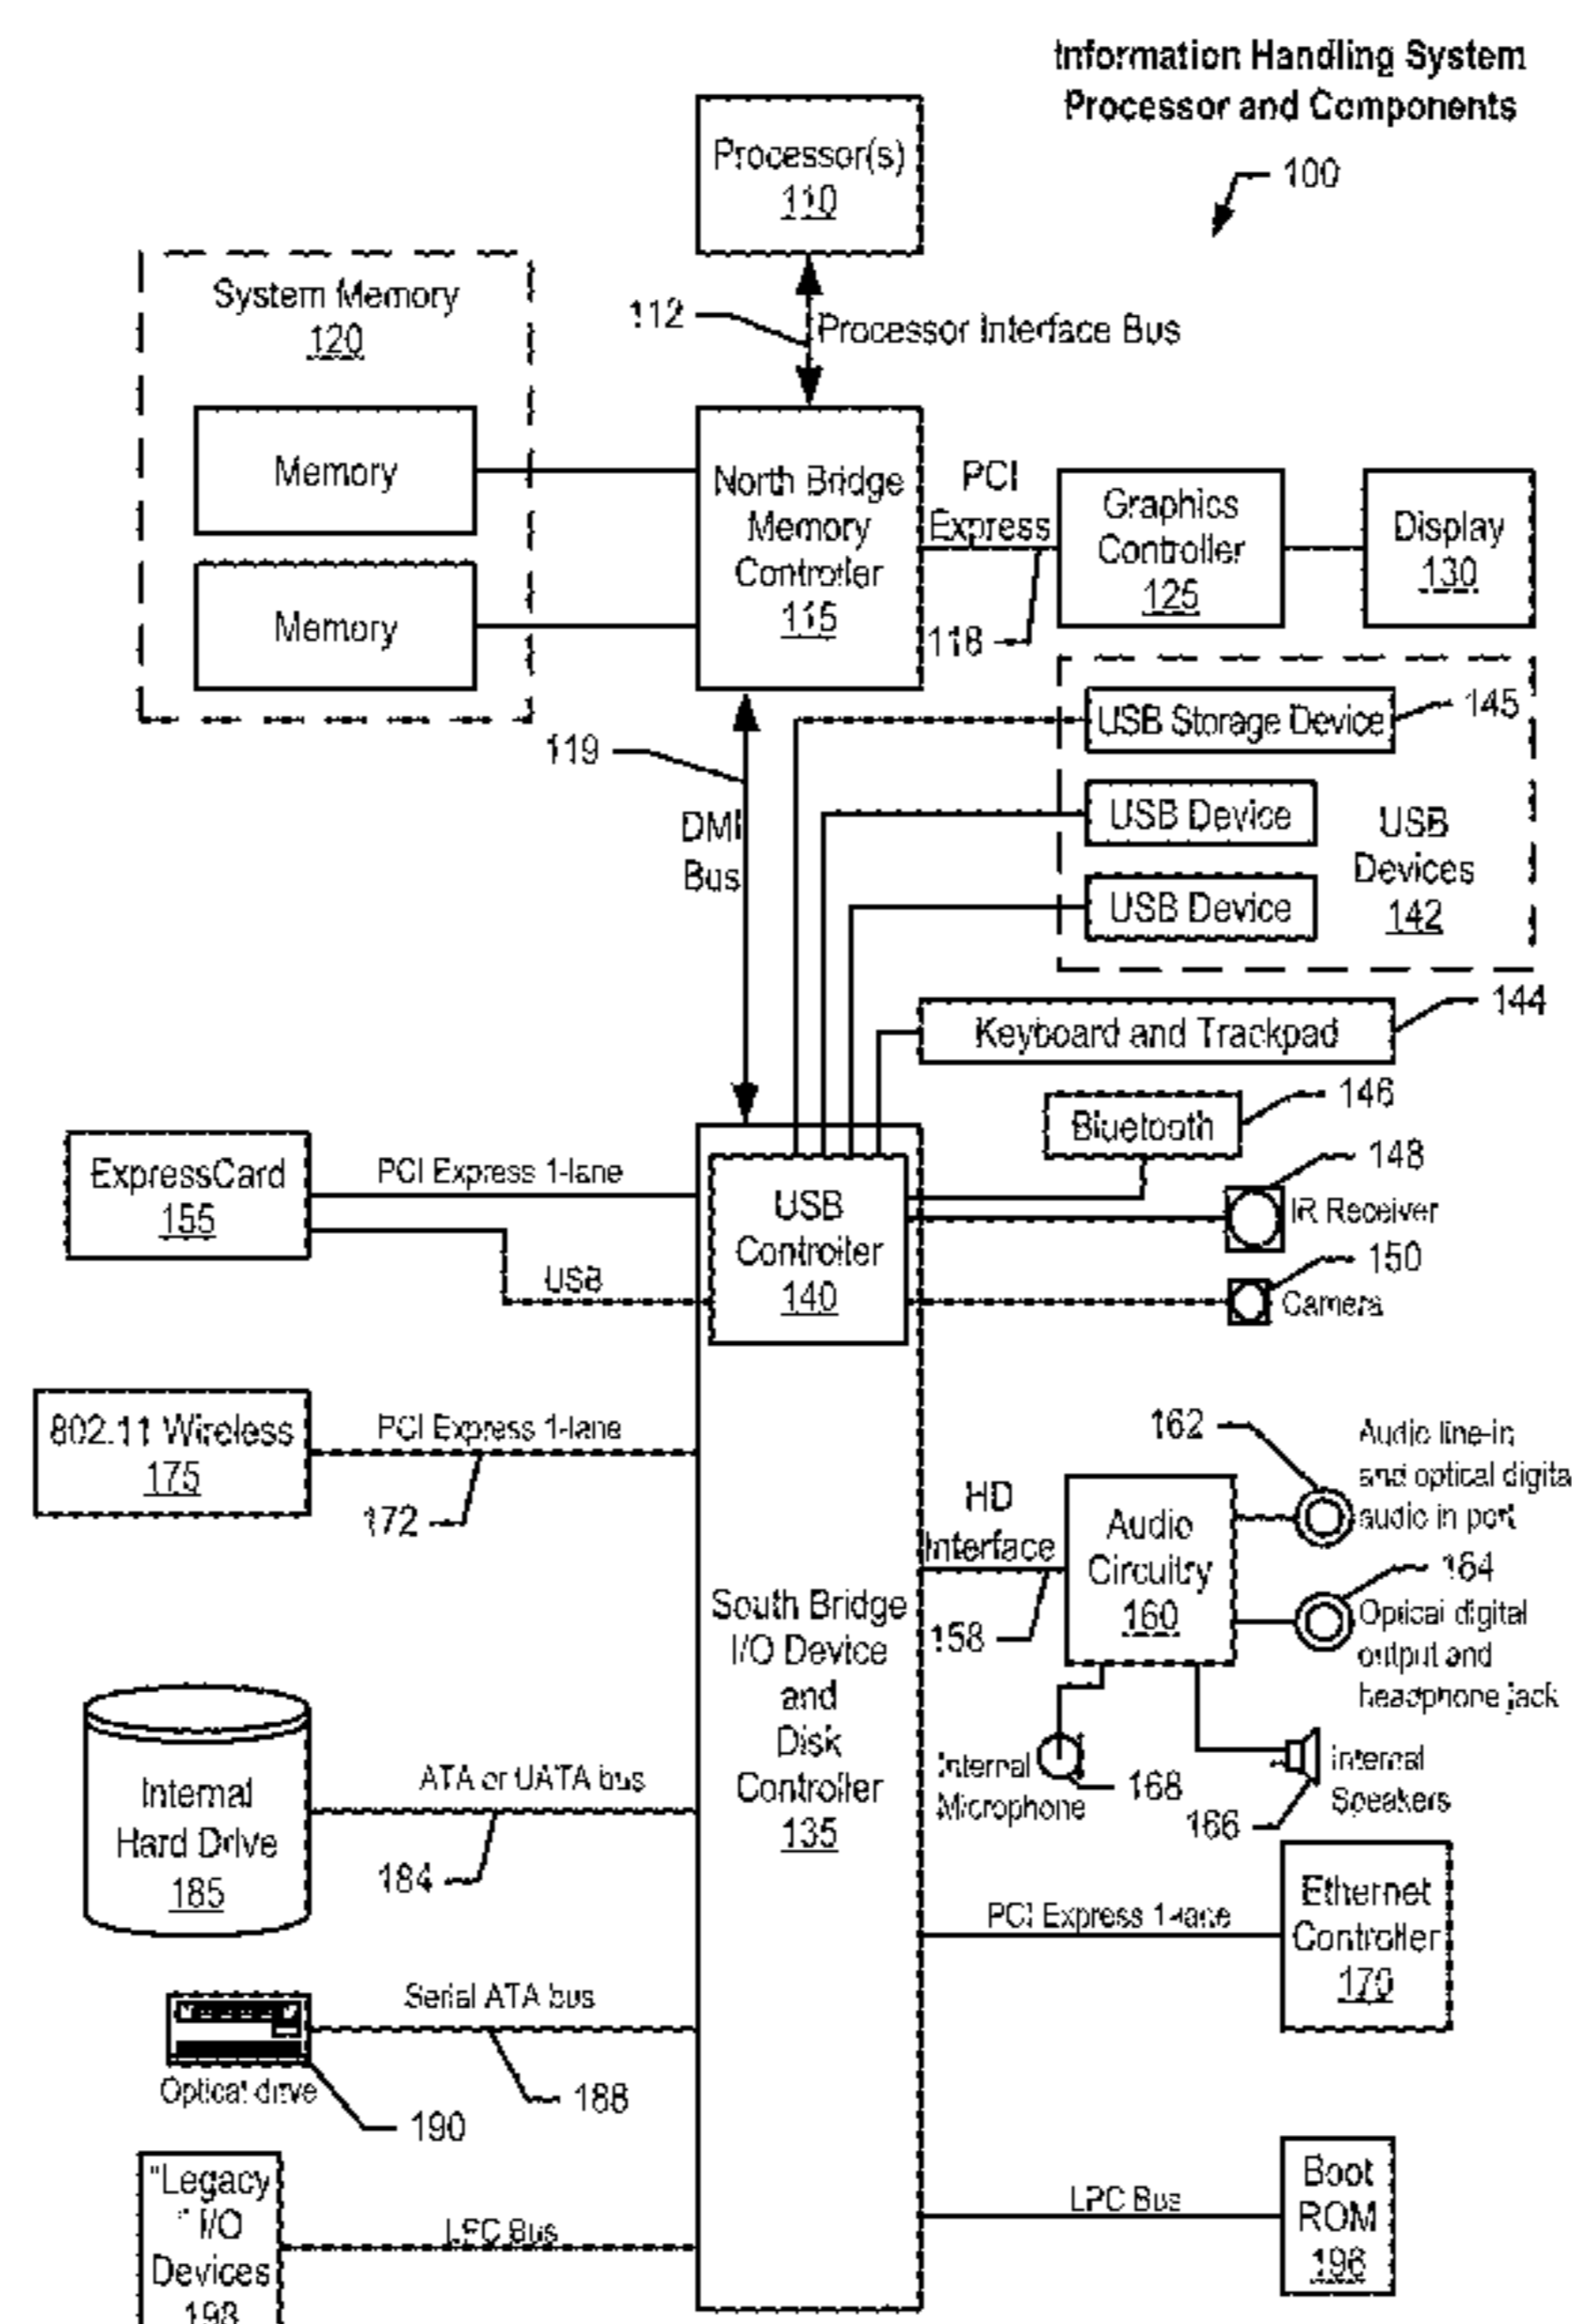 Information Handling System
Processor and Components
100
Processor(s)
110
112
Processor Interface Bus
System Memory
120
Memory
Memory
North Bridge
Memory
Controller
115
PCI
Express
118
Graphics
Controller
125
Display
130
119
DMI
Bus
USB Storage Device
145
USB Device
USB Device
USB
Devices
142
Keyboard and Trackpad
144
Bluetooth
146
148
IR Receiver
150
Camera
ExpressCard
155
PCI Express 1-lane
USB
USB
Controller
140
802.11 Wireless
175
PCI Express 1-lane
172
162
Audio line-in
and optical digita
audio in port
HD
Interface
158
Audio
Circuitry
160
164
Optical digital
output and
headphone jack
South Bridge
I/O Device
and
Disk
Controller
135
Internal
Microphone
168
166
Internal
Speakers
Internal
Hard Drive
185
ATA or UATA bus
184
PCI Express 1-lane
Ethernet
Controller
170
Serial ATA bus
188
Optical drive
190
"Legacy
" I/O
Devices
198
LPC Bus
LPC Bus
Boot
ROM
196